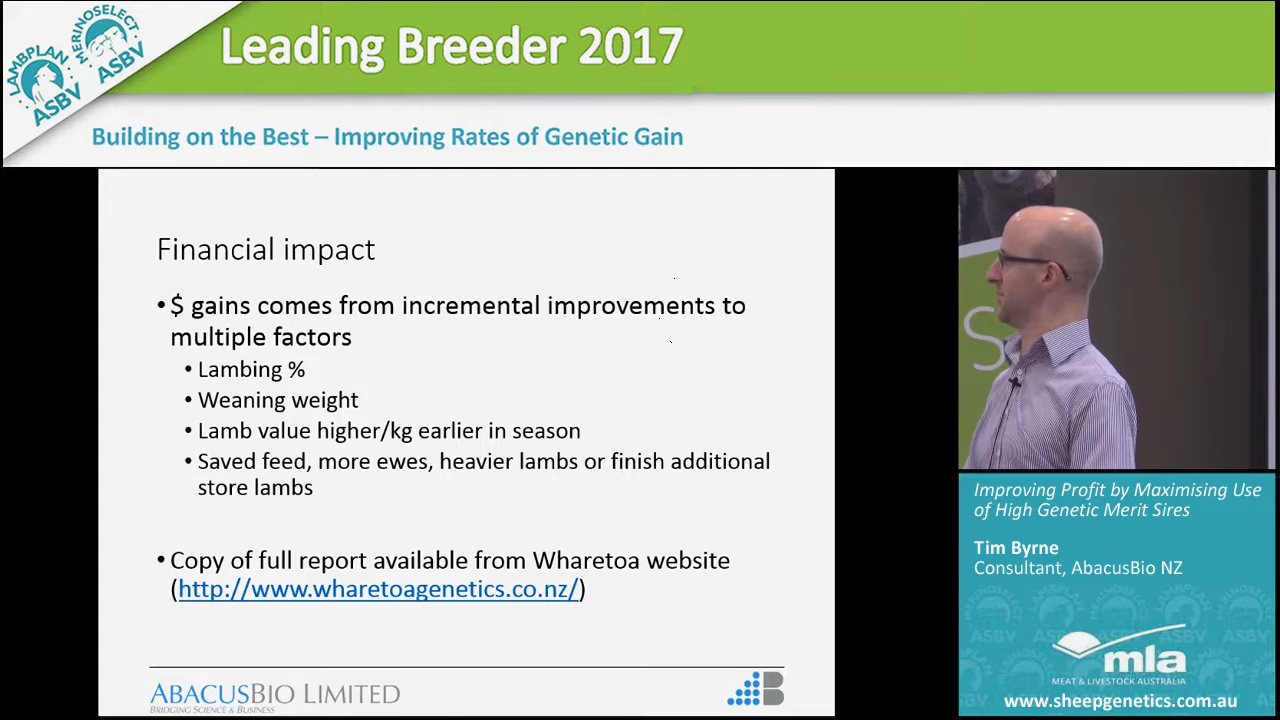 LAMBPLAN
ASBV
MERINOSELECT
ASBV
Leading Breeder 2017
Building on the Best – Improving Rates of Genetic Gain
Financial impact
• $ gains comes from incremental improvements to
multiple factors
• Lambing %
• Weaning weight
• Lamb value higher/kg earlier in season
• Saved feed, more ewes, heavier lambs or finish additional
store lambs
• Copy of full report available from Wharetoa website
(http://www.wharetoagenetics.co.nz/)
ABACUSBIO LIMITED
BRIDGING SCIENCE & BUSINESS
B
S
Improving Profit by Maximising Use
of High Genetic Merit Sires
Tim Byrne
Consultant, AbacusBio NZ
mla
MEAT & LIVESTOCK AUSTRALIA
www.sheepgenetics.com.au